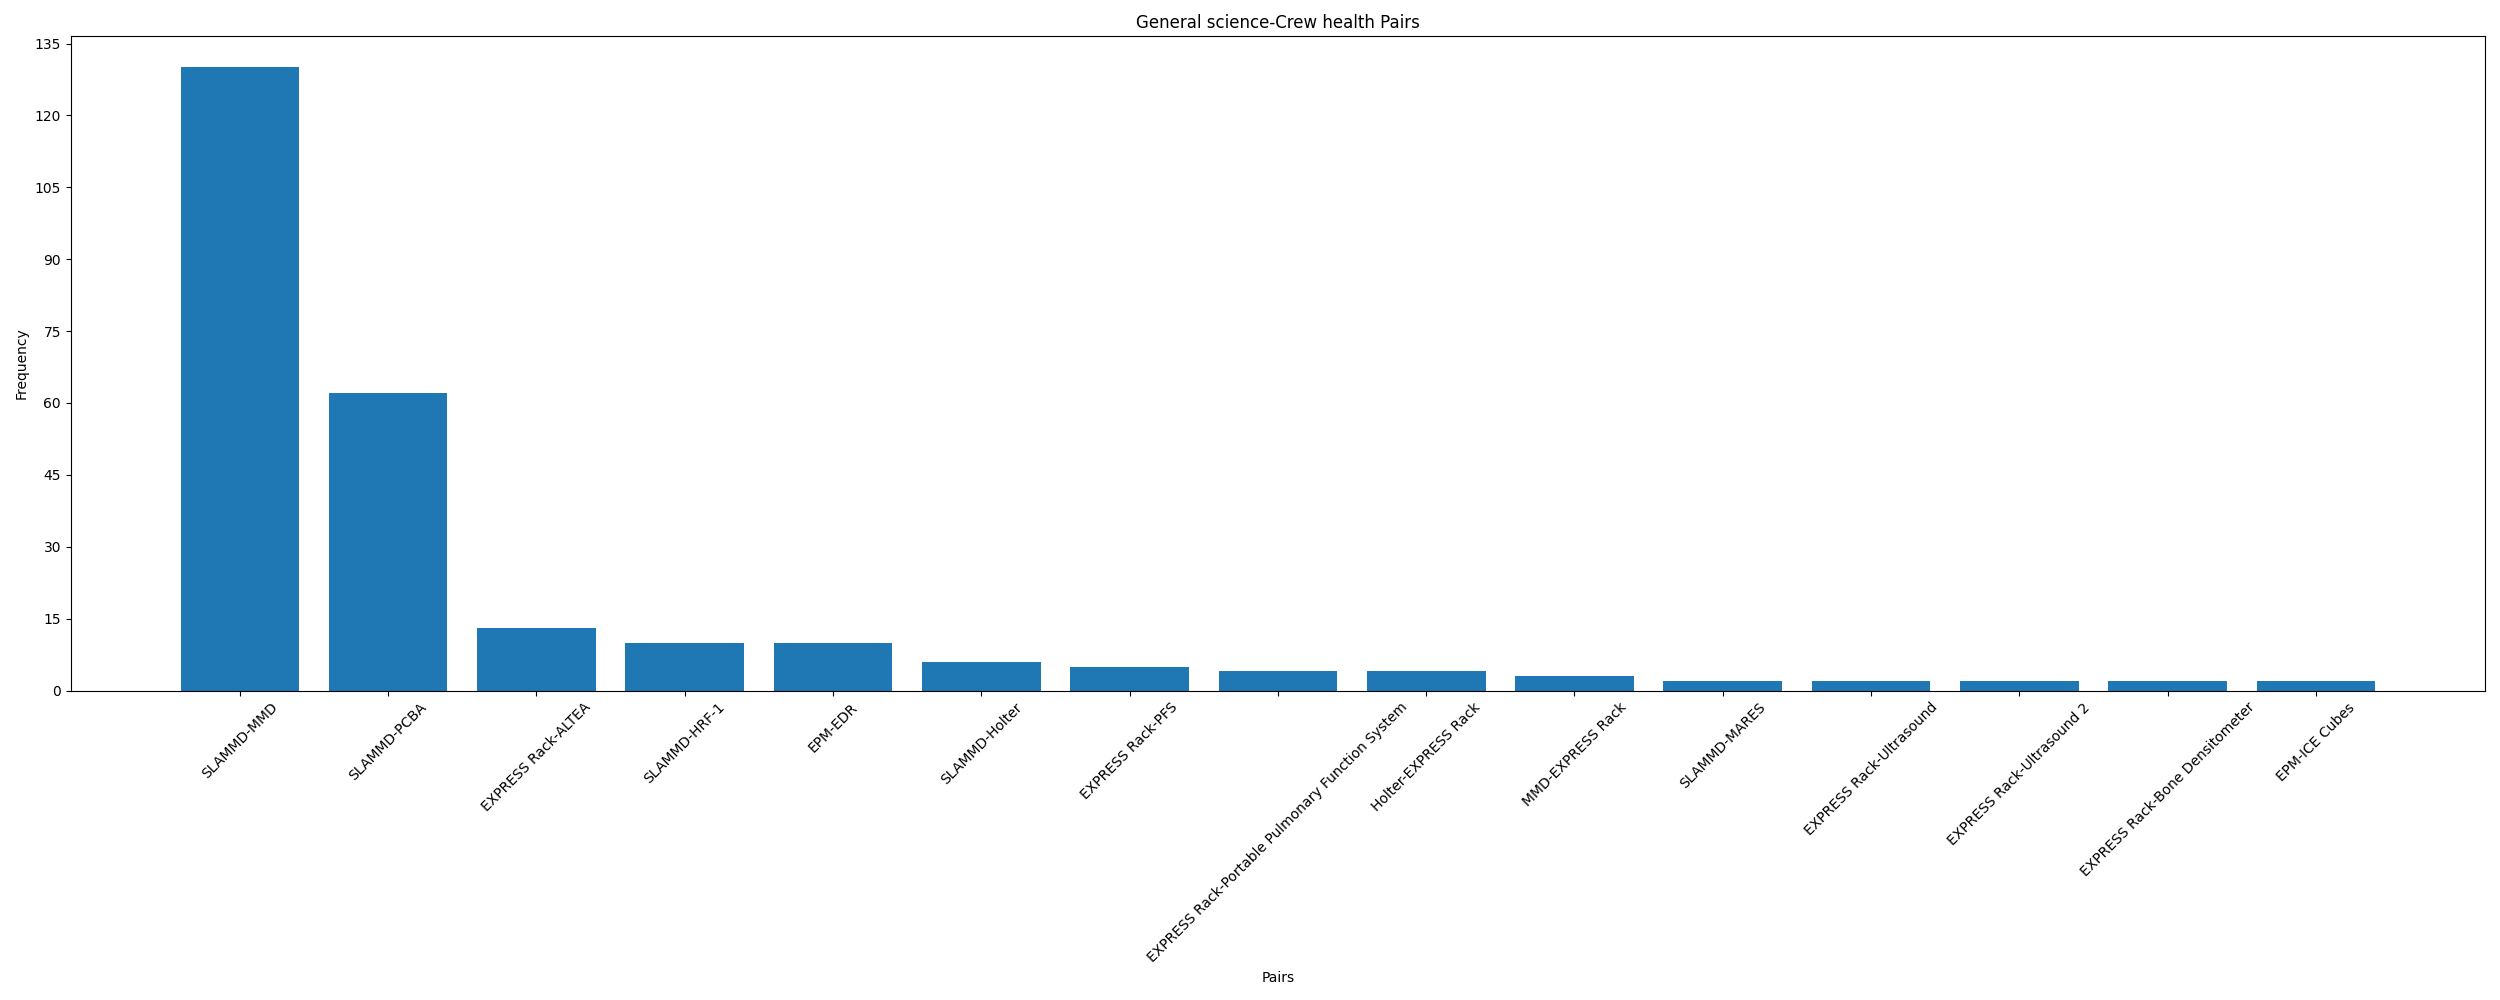 General science-Crew health Pairs
135
120
105
90
75
60
45
30
15
0
Frequency
SLAMMD-MMD
SLAMMD-PCBA
EXPRESS Rack-ALTEA
SLAMMD-HRF-1
EPM-EDR
SLAMMD-Holter
EXPRESS Rack-PFS
EXPRESS Rack-Portable Pulmonary Function System
Holter-EXPRESS Rack
MMD-EXPRESS Rack
SLAMMD-MARES
EXPRESS Rack-Ultrasound
EXPRESS Rack-Ultrasound 2
EXPRESS Rack-Bone Densitometer
EPM-ICE Cubes
Pairs